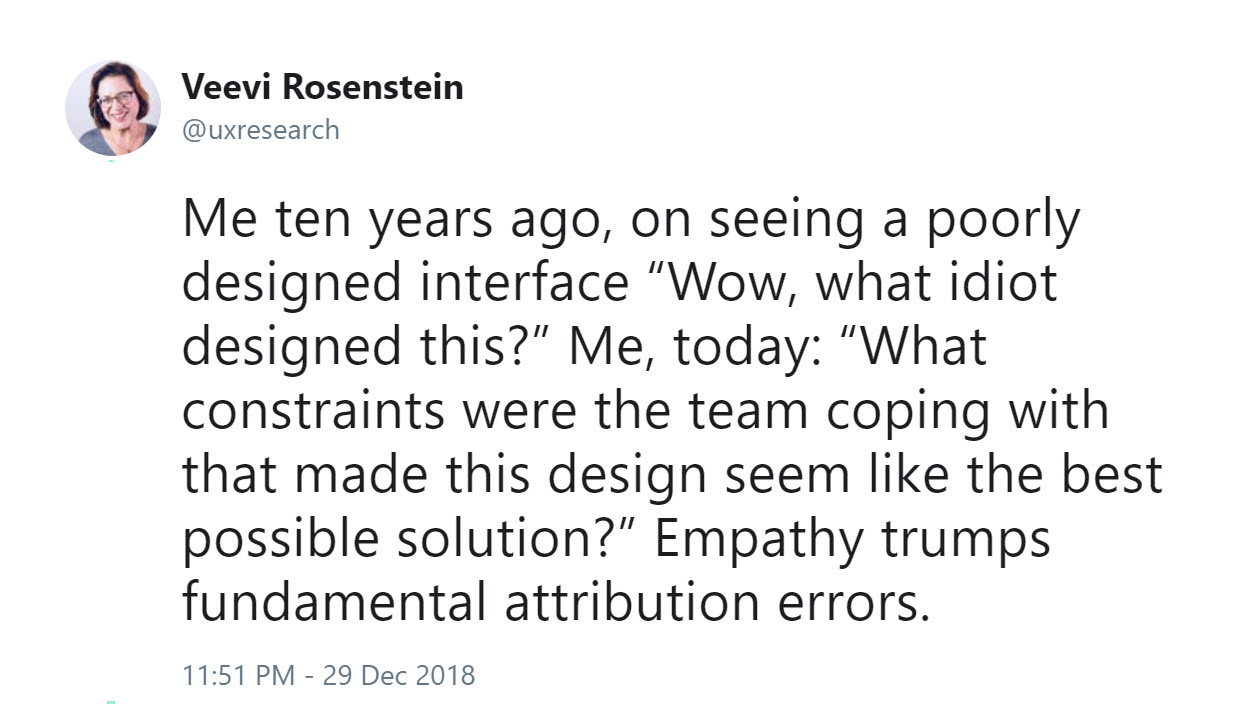 Veevi Rosenstein
@uxresearch
Me ten years ago, on seeing a poorly
designed interface “Wow, what idiot
designed this?” Me, today: “What
constraints were the team coping with
that made this design seem like the best
possible solution?” Empathy trumps
fundamental attribution errors.
11:51 PM - 29 Dec 2018